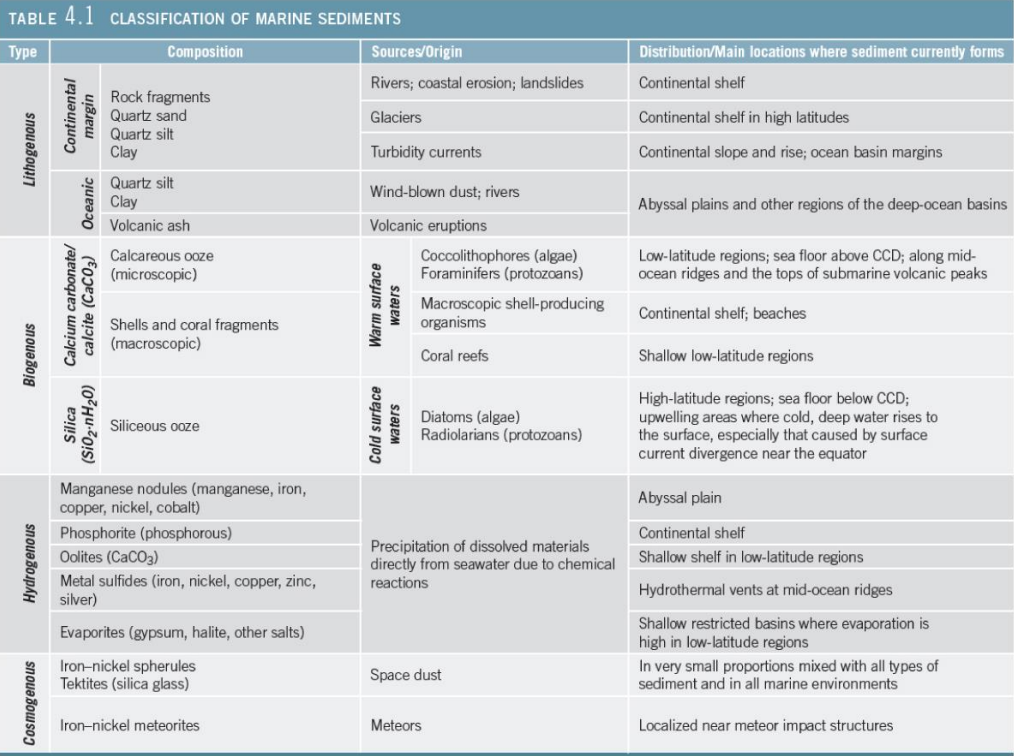 TABLE 4.1 CLASSIFICATION OF MARINE SEDIMENTS
Type
Composition
Sources/Origin
Distribution/Main locations where sediment currently forms
Lithogenous
Continental
margin
Rock fragments
Quartz sand
Quartz silt
Clay
Rivers; coastal erosion; landslides
Continental shelf
Glaciers
Continental shelf in high latitudes
Turbidity currents
Continental slope and rise; ocean basin margins
Oceanic
Quartz silt
Clay
Wind-blown dust; rivers
Abyssal plains and other regions of the deep-ocean basins
Volcanic ash
Volcanic eruptions
Biogenous
Calcium carbonate/
calcite (CaCO₃)
Calcareous ooze
(microscopic)
Warm surface
waters
Coccolithophores (algae)
Foraminifers (protozoans)
Low-latitude regions; sea floor above CCD; along mid-
ocean ridges and the tops of submarine volcanic peaks
Shells and coral fragments
(macroscopic)
Macroscopic shell-producing
organisms
Continental shelf; beaches
Coral reefs
Shallow low-latitude regions
Silica
(SiO₂·nH₂O)
Siliceous ooze
Cold surface
waters
Diatoms (algae)
Radiolarians (protozoans)
High-latitude regions; sea floor below CCD;
upwelling areas where cold, deep water rises to
the surface, especially that caused by surface
current divergence near the equator
Hydrogenous
Manganese nodules (manganese, iron,
copper, nickel, cobalt)
Precipitation of dissolved materials
directly from seawater due to chemical
reactions
Abyssal plain
Phosphorite (phosphorous)
Continental shelf
Oolites (CaCO₃)
Shallow shelf in low-latitude regions
Metal sulfides (iron, nickel, copper, zinc,
silver)
Hydrothermal vents at mid-ocean ridges
Evaporites (gypsum, halite, other salts)
Shallow restricted basins where evaporation is
high in low-latitude regions
Cosmogenous
Iron–nickel spherules
Tektites (silica glass)
Space dust
In very small proportions mixed with all types of
sediment and in all marine environments
Iron–nickel meteorites
Meteors
Localized near meteor impact structures